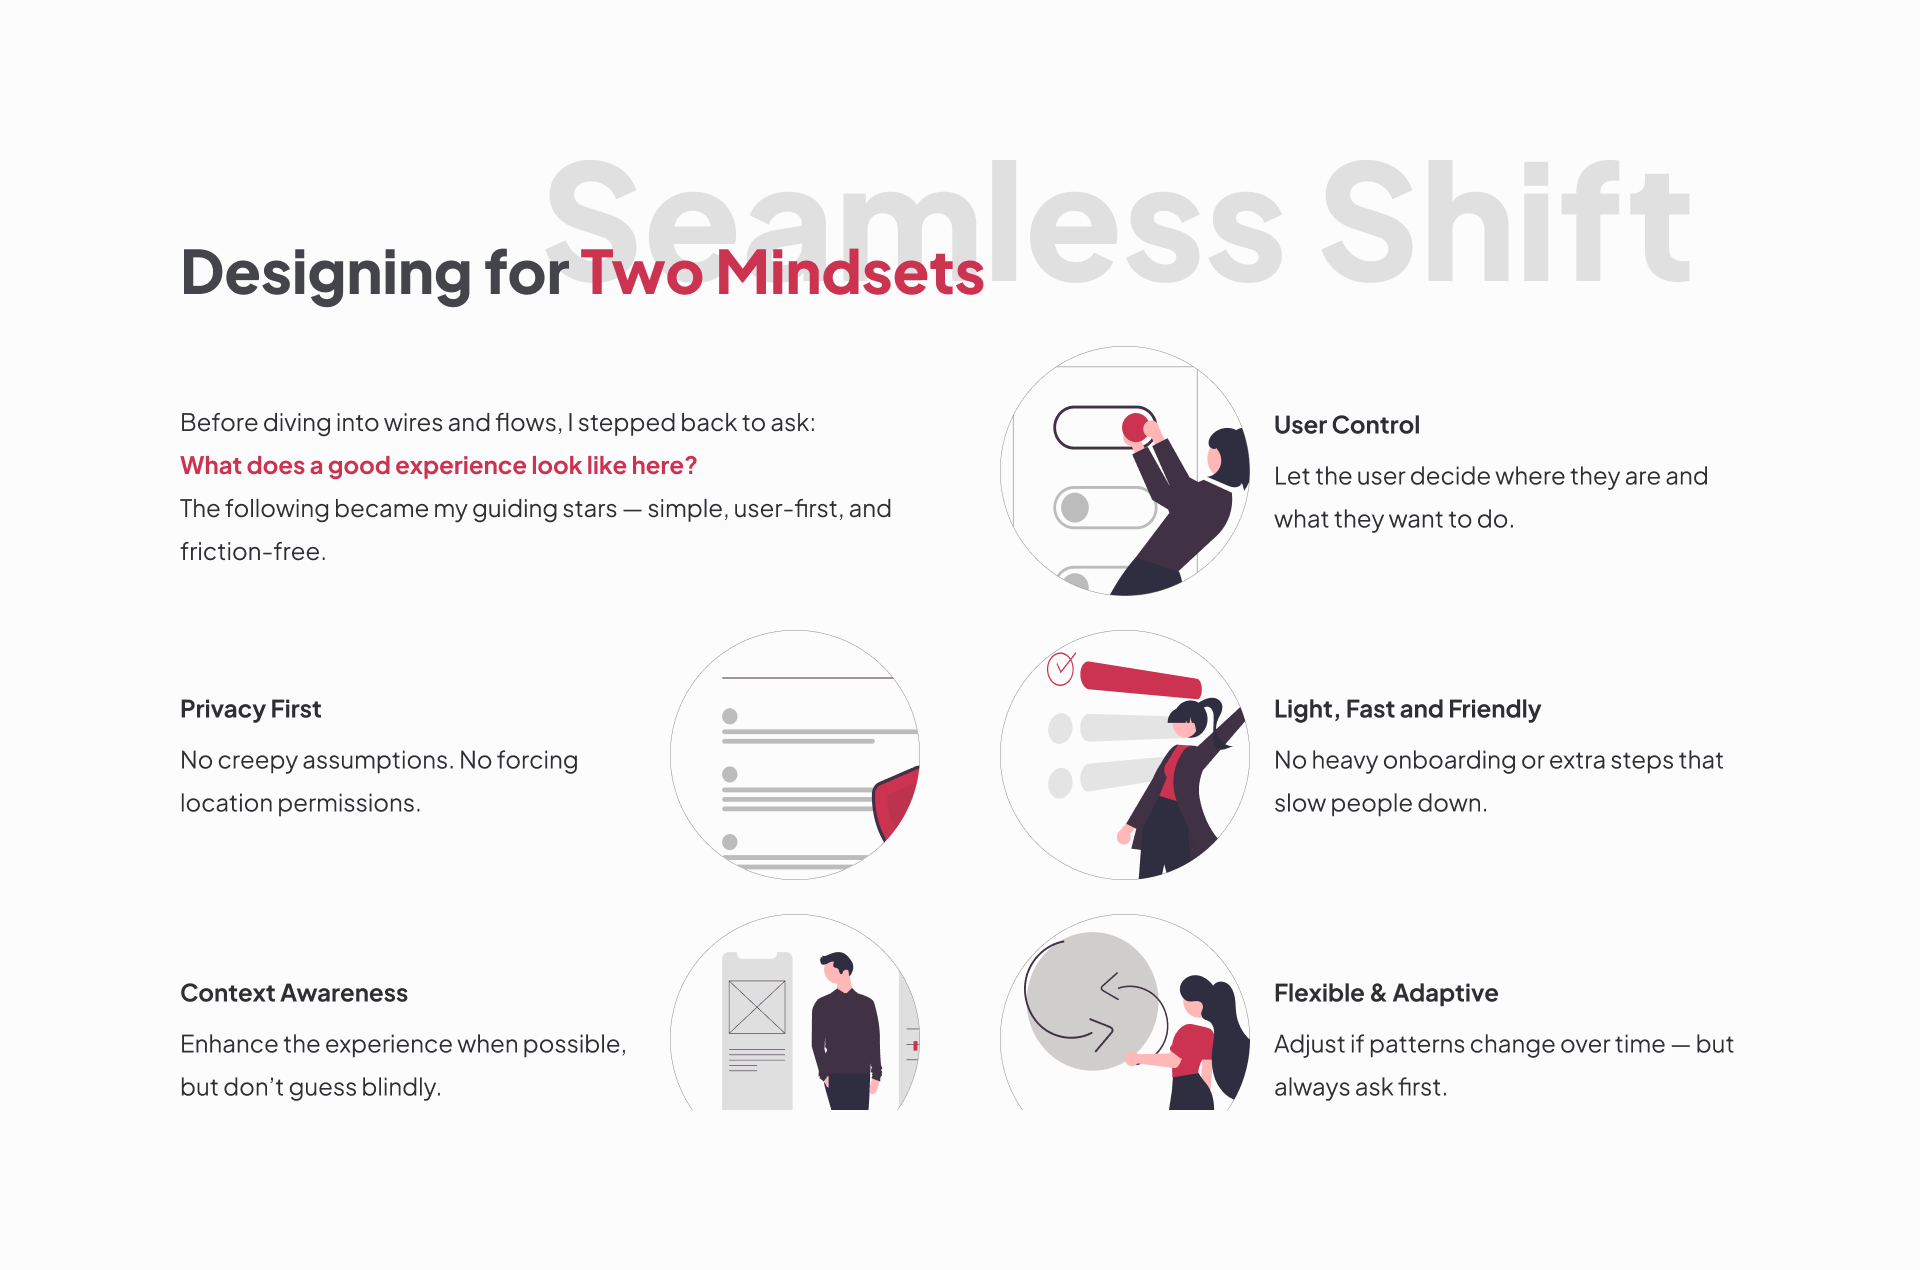 Seamless Shift
Designing for Two Mindsets
Before diving into wires and flows, I stepped back to ask:
What does a good experience look like here?
The following became my guiding stars — simple, user-first, and
friction-free.
User Control
Let the user decide where they are and
what they want to do.
Privacy First
No creepy assumptions. No forcing
location permissions.
Light, Fast and Friendly
No heavy onboarding or extra steps that
slow people down.
Context Awareness
Enhance the experience when possible,
but don’t guess blindly.
Flexible & Adaptive
Adjust if patterns change over time — but
always ask first.